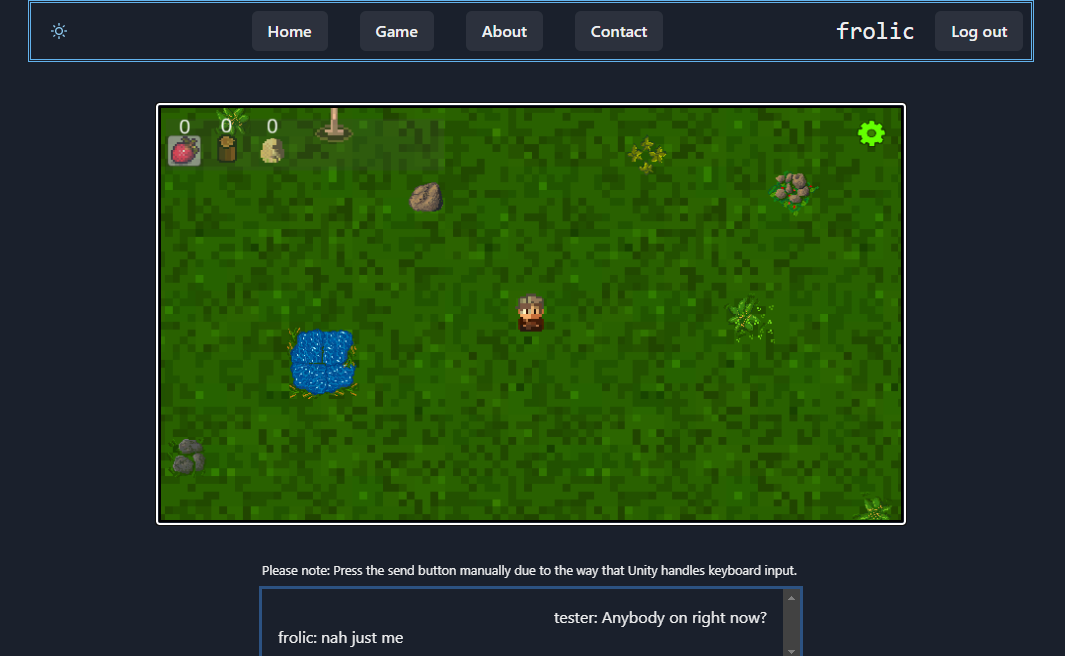 Home Game About Contact frolic Log out
0 0 0
Please note: Press the send button manually due to the way that Unity handles keyboard input.
tester: Anybody on right now?
frolic: nah just me